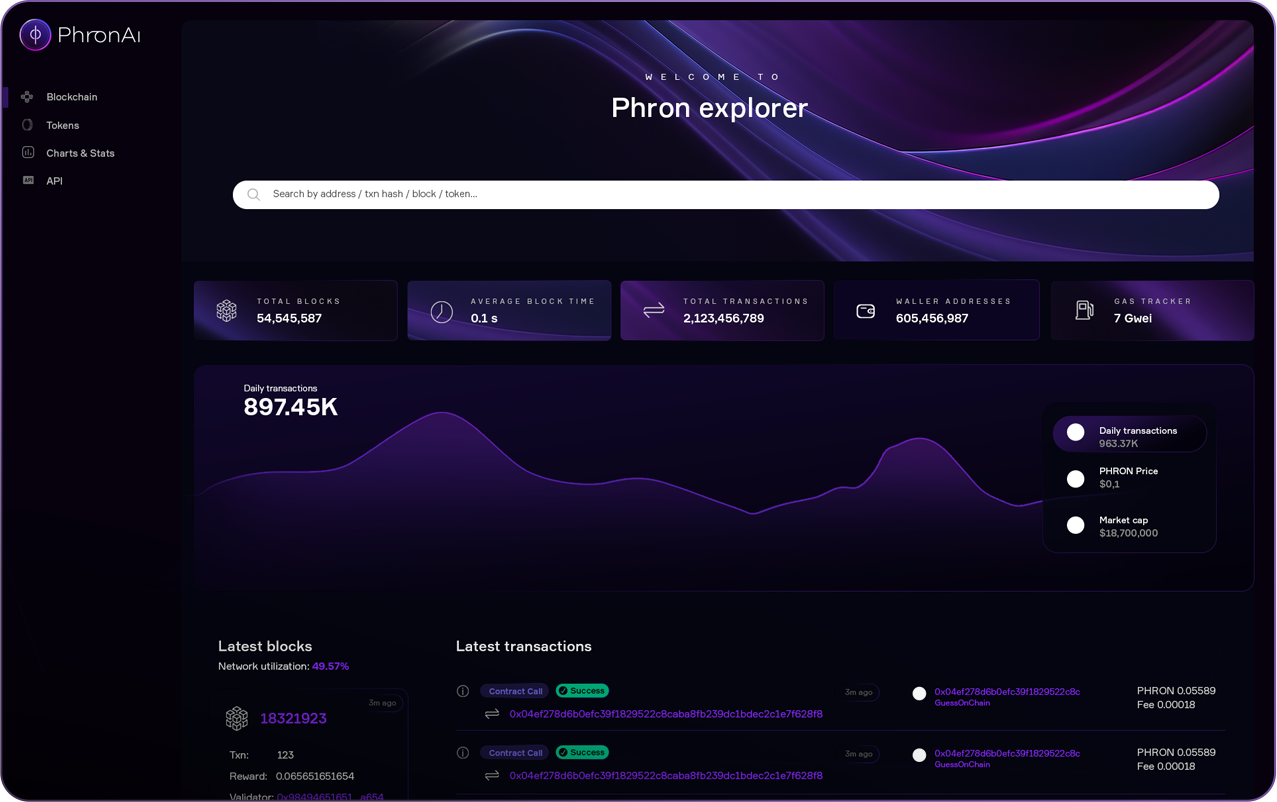 PhronAi
Blockchain
Tokens
Charts & Stats
API
API
WELCOME TO
Phron explorer
Search by address / txn hash / block / token...
TOTAL BLOCKS
54,545,587
AVERAGE BLOCK TIME
0.1 s
TOTAL TRANSACTIONS
2,123,456,789
WALLER ADDRESSES
605,456,987
GAS TRACKER
7 Gwei
Daily transactions
897.45K
Daily transactions
963.37K
PHRON Price
$0,1
Market cap
$18,700,000
Latest blocks
Network utilization: 49.57%
3m ago
18321923
Txn: 123
Reward: 0.065651651654
Validator: 0x98494651651...a654
Latest transactions
Contract Call Success
3m ago
0x04ef278d6b0efc39f1829522c8caba8fb239dc1bdec2c1e7f628f8
0x04ef278d6b0efc39f1829522c8c
GuessOnChain
PHRON 0.05589
Fee 0.00018
Contract Call Success
3m ago
0x04ef278d6b0efc39f1829522c8caba8fb239dc1bdec2c1e7f628f8
0x04ef278d6b0efc39f1829522c8c
GuessOnChain
PHRON 0.05589
Fee 0.00018